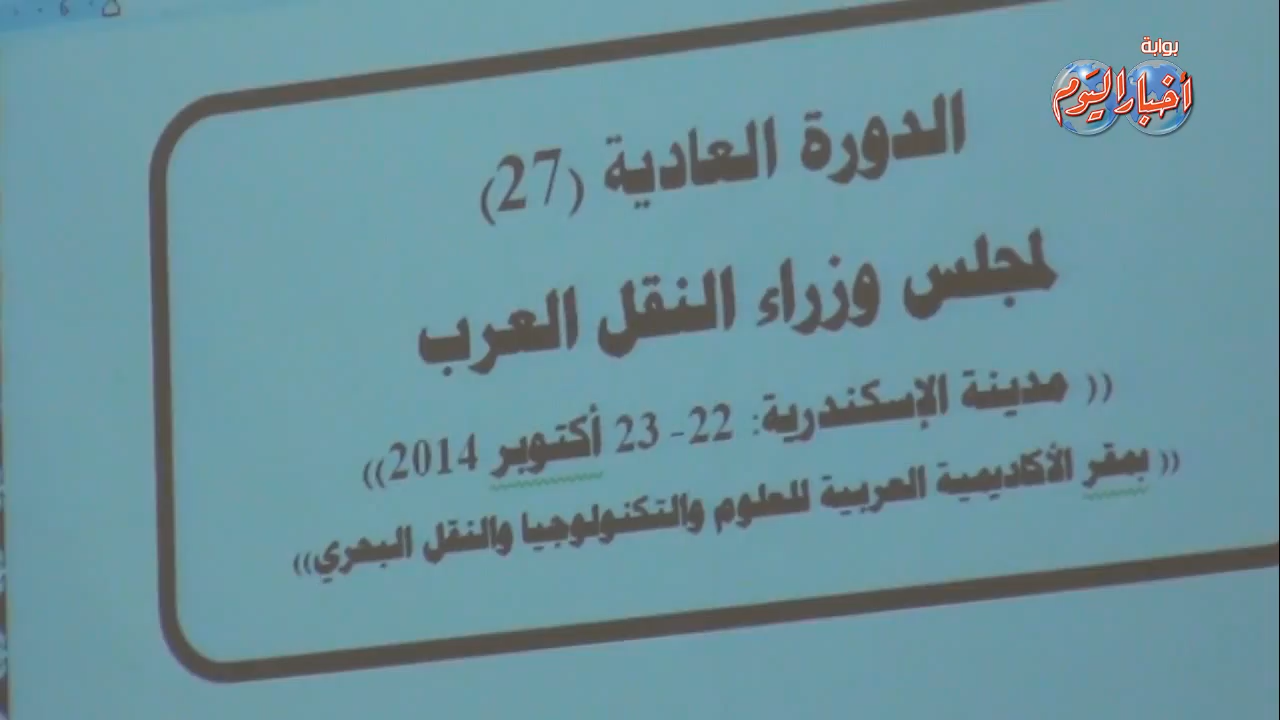 بوابة
أخبار اليوم
الدورة العادية (27)
لمجلس وزراء النقل العرب
(( مدينة الإسكندرية: 22- 23 أكتوبر 2014))
(( بمقر الأكاديمية العربية للعلوم والتكنولوجيا والنقل البحري))